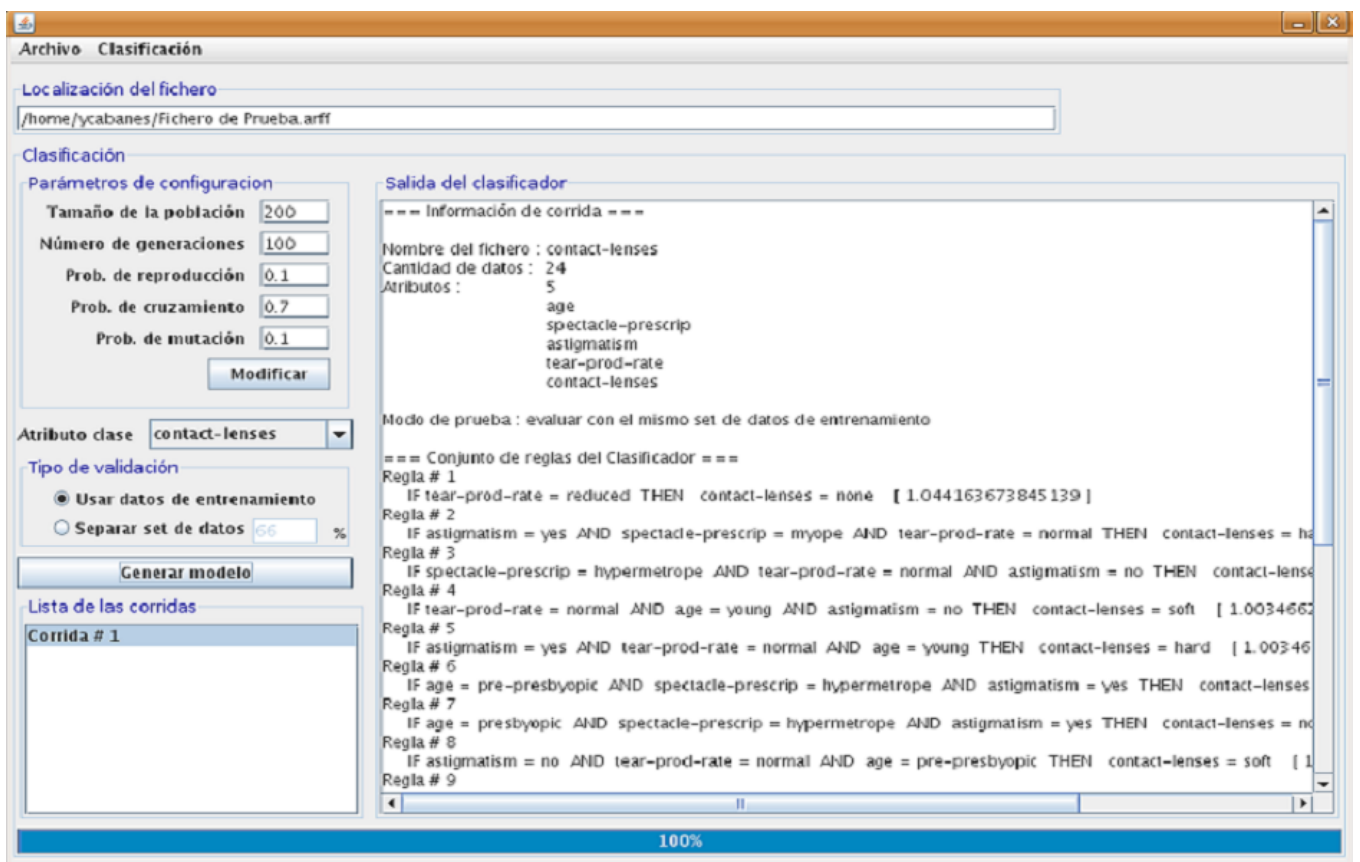 Archivo Clasificación
Localización del fichero
/home/ycabanes/Fichero de Prueba.arff
Clasificación
Parámetros de configuracion
Tamaño de la población 200
Número de generaciones 100
Prob. de reproducción 0.1
Prob. de cruzamiento 0.7
Prob. de mutación 0.1
Modificar
Atributo clase contact-lenses
Tipo de validación
Usar datos de entrenamiento
Separar set de datos 66 %
Generar modelo
Lista de las corridas
Corrida # 1
Salida del clasificador
=== Información de corrida ===
Nombre del fichero : contact-lenses
Cantidad de datos : 24
Atributos : 5
age
spectacle-prescrip
astigmatism
tear-prod-rate
contact-lenses
Modo de prueba : evaluar con el mismo set de datos de entrenamiento
=== Conjunto de reglas del Clasificador ===
Regla # 1
IF tear-prod-rate = reduced THEN contact-lenses = none [ 1.044163673845139 ]
Regla # 2
IF astigmatism = yes AND spectacle-prescrip = myope AND tear-prod-rate = normal THEN contact-lenses = ha
Regla # 3
IF spectacle-prescrip = hypermetrope AND tear-prod-rate = normal AND astigmatism = no THEN contact-lense
Regla # 4
IF tear-prod-rate = normal AND age = young AND astigmatism = no THEN contact-lenses = soft [ 1.0034662
Regla # 5
IF astigmatism = yes AND tear-prod-rate = normal AND age = young THEN contact-lenses = hard [ 1.00346
Regla # 6
IF age = pre-presbyopic AND spectacle-prescrip = hypermetrope AND astigmatism = yes THEN contact-lenses
Regla # 7
IF age = presbyopic AND spectacle-prescrip = hypermetrope AND astigmatism = yes THEN contact-lenses = no
Regla # 8
IF astigmatism = no AND tear-prod-rate = normal AND age = pre-presbyopic THEN contact-lenses = soft [ 1
Regla # 9
100%